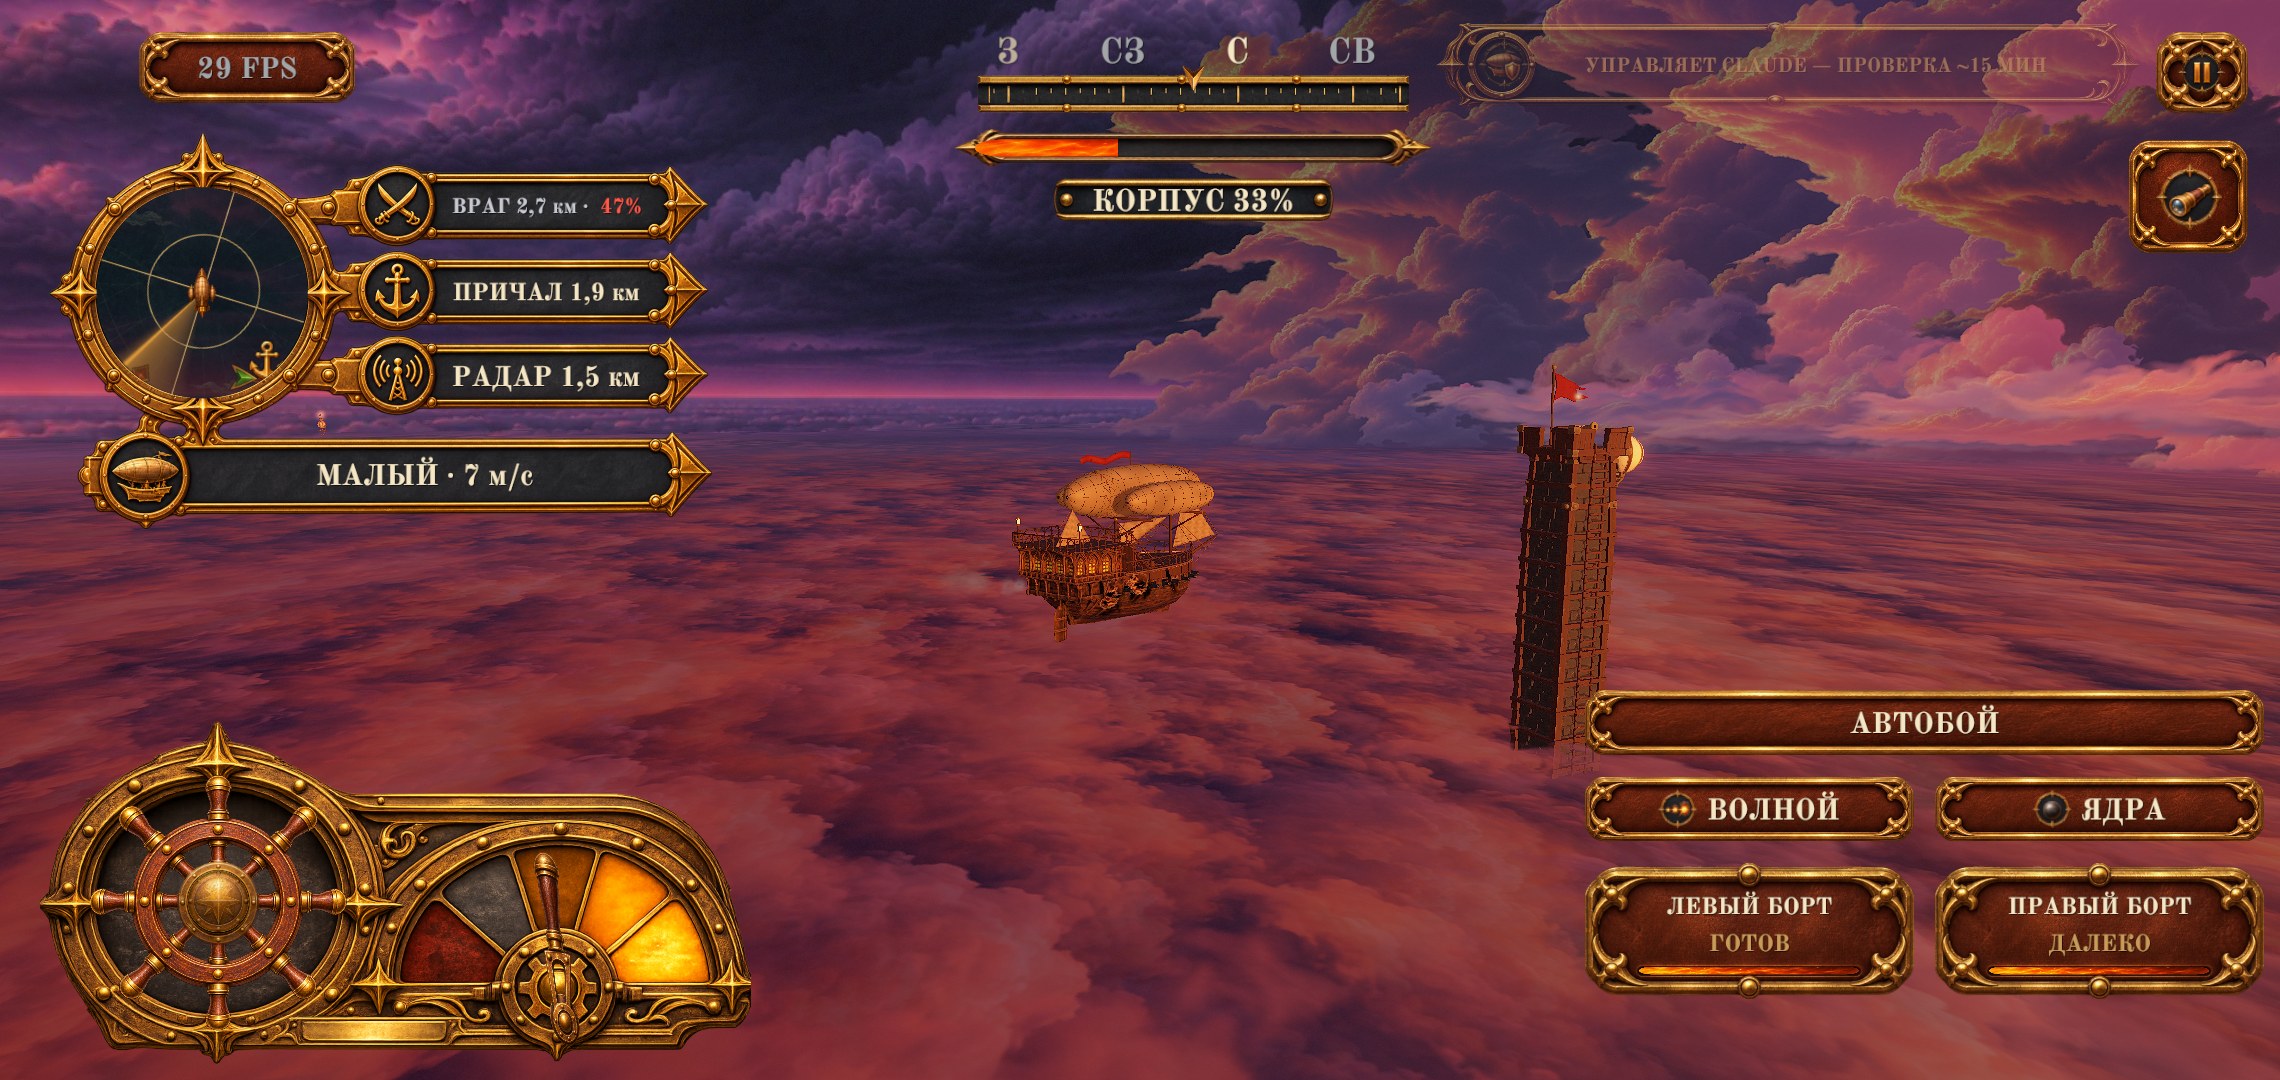 29 FPS
З СЗ С СВ
УПРАВЛЯЕТ CLAUDE — ПРОВЕРКА ~15 МИН
КОРПУС 33%
ВРАГ 2,7 км · 47%
ПРИЧАЛ 1,9 км
РАДАР 1,5 км
МАЛЫЙ · 7 м/с
АВТОБОЙ
ВОЛНОЙ
ЯДРА
ЛЕВЫЙ БОРТ
ГОТОВ
ПРАВЫЙ БОРТ
ДАЛЕКО